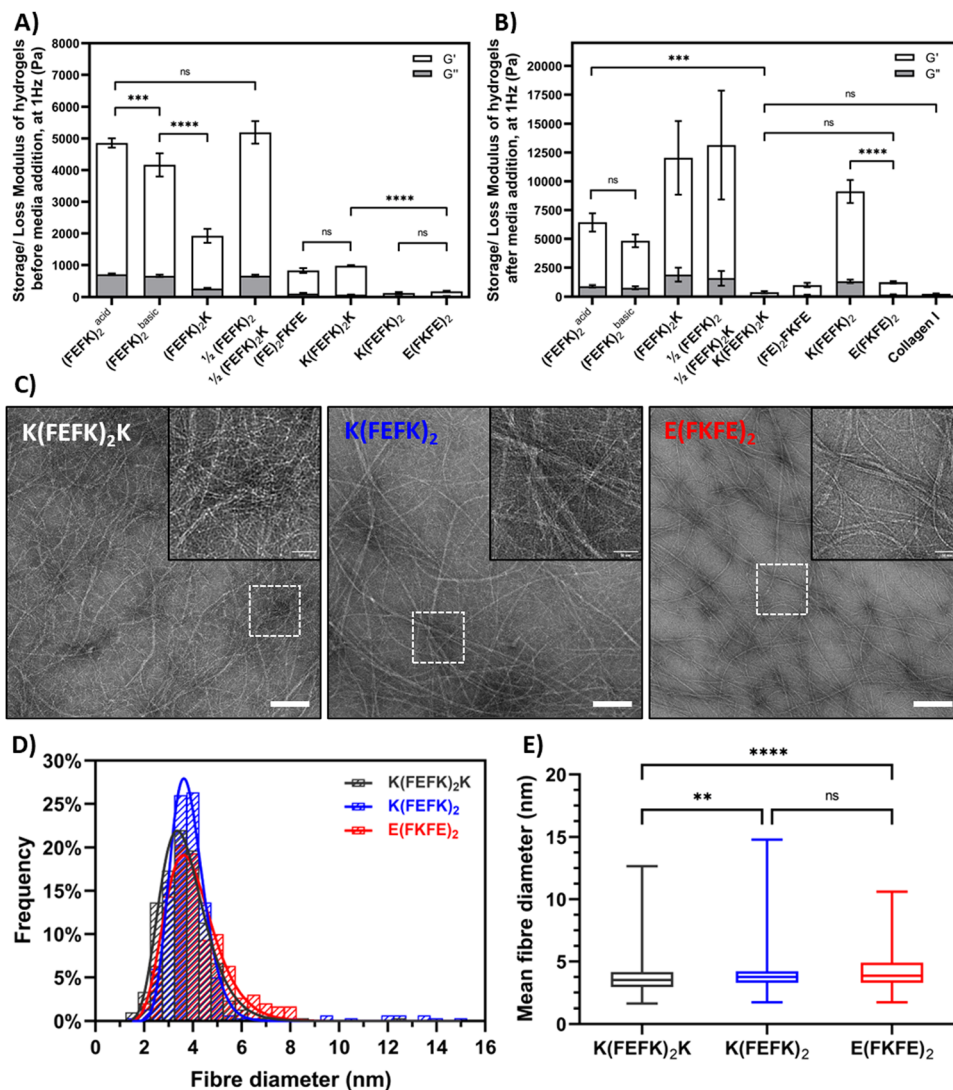 A)
Storage/ Loss Modulus of hydrogels
before media addition, at 1Hz (Pa)
8000
7000
6000
5000
4000
3000
2000
1000
0
G'
G"
ns
***
****
****
ns
ns
(FEFK)₂ᵃᶜⁱᵈ
(FEFK)₂ᵇᵃˢⁱᶜ
(FEFK)₂K
½ (FEFK)₂
½ (FEFK)₂K
(FE)₂FKFE
K(FEFK)₂K
K(FEFK)₂
E(FKFE)₂
B)
Storage/ Loss Modulus of hydrogels
after media addition, at 1Hz (Pa)
20000
17500
15000
12500
10000
7500
5000
2500
0
G'
G"
***
ns
ns
****
ns
(FEFK)₂ᵃᶜⁱᵈ
(FEFK)₂ᵇᵃˢⁱᶜ
(FEFK)₂K
½ (FEFK)₂
½ (FEFK)₂K
K(FEFK)₂K
(FE)₂FKFE
K(FEFK)₂
E(FKFE)₂
Collagen I
C)
K(FEFK)₂K
K(FEFK)₂
E(FKFE)₂
D)
Frequency
30%
25%
20%
15%
10%
5%
0%
K(FEFK)₂K
K(FEFK)₂
E(FKFE)₂
0 2 4 6 8 10 12 14 16
Fibre diameter (nm)
E)
Mean fibre diameter (nm)
20
15
10
5
0
****
**
ns
K(FEFK)₂K
K(FEFK)₂
E(FKFE)₂